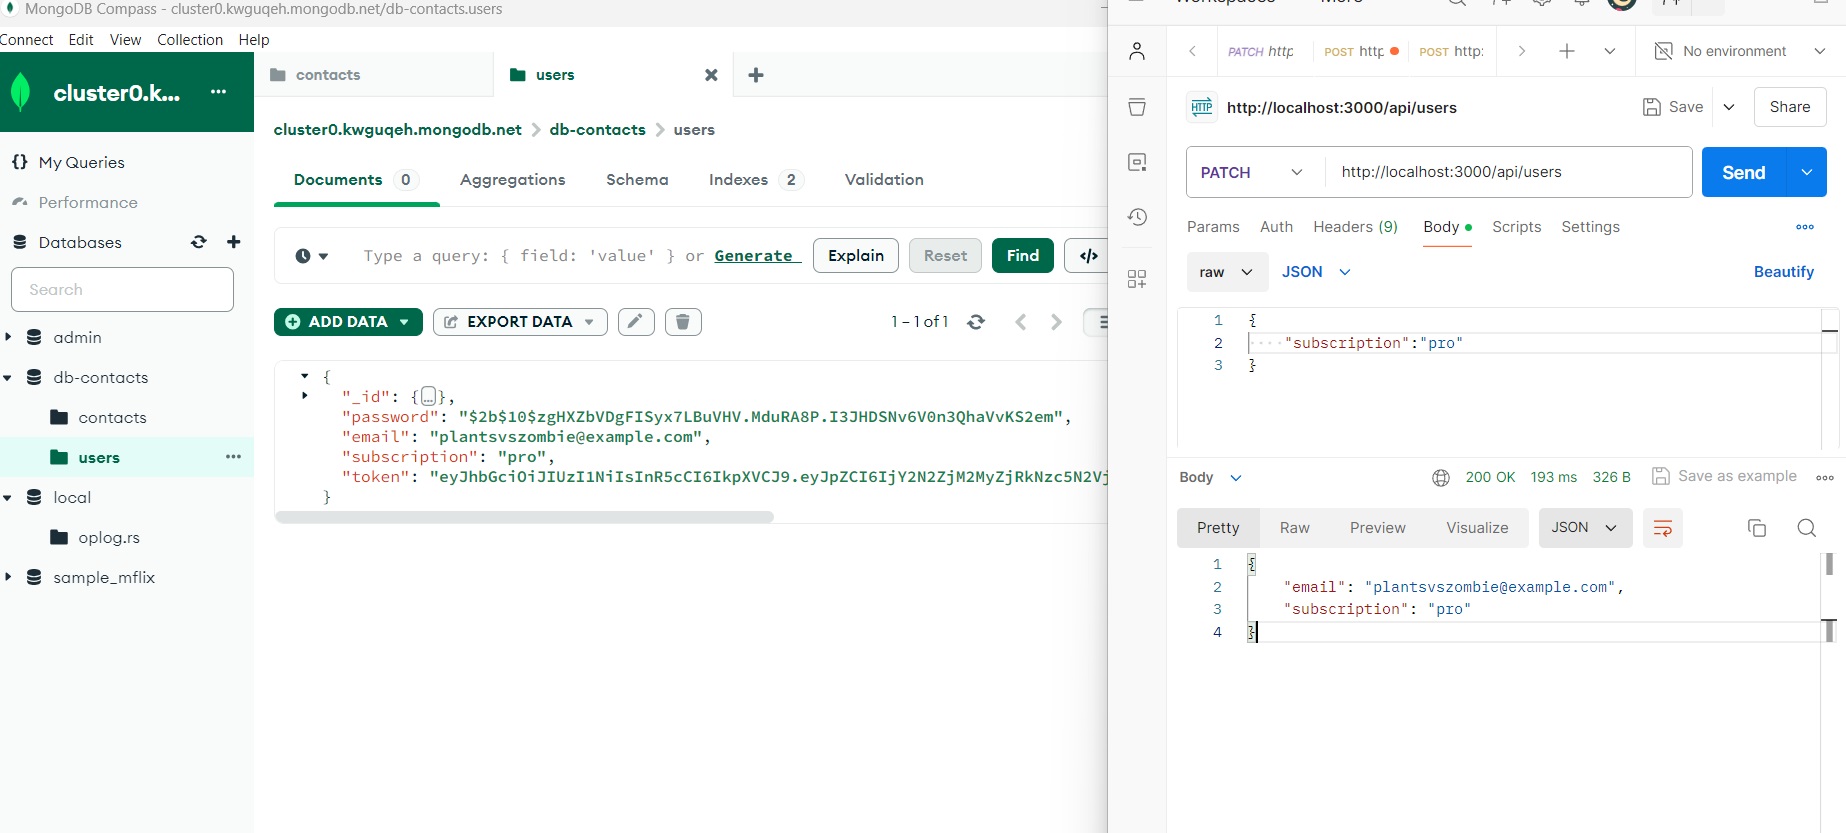 MongoDB Compass - cluster0.kwguqeh.mongodb.net/db-contacts.users
Connect Edit View Collection Help
cluster0.k... ...
My Queries
Performance
Databases
Search
admin
db-contacts
contacts
users
local
oplog.rs
sample_mflix
contacts
users
cluster0.kwguqeh.mongodb.net > db-contacts > users
Documents 0 Aggregations Schema Indexes 2 Validation
Type a query: { field: 'value' } or Generate Explain Reset Find </>
ADD DATA EXPORT DATA 1 – 1 of 1
{
"_id": {…},
"password": "$2b$10$zgHXZbVDgFISyx7LBuVHV.MduRA8P.I3JHDSNv6V0n3QhaVvKS2em",
"email": "plantsvszombie@example.com",
"subscription": "pro",
"token": "eyJhbGciOiJIUzI1NiIsInR5cCI6IkpXVCJ9.eyJpZCI6IjY2N2ZjM2MyZjRkNzc5N2Vj
}
Workspaces More
PATCH http POST http POST http: No environment
HTTP http://localhost:3000/api/users Save Share
PATCH http://localhost:3000/api/users Send
Params Auth Headers (9) Body Scripts Settings
raw JSON Beautify
1 {
2 "subscription":"pro"
3 }
Body 200 OK 193 ms 326 B Save as example
Pretty Raw Preview Visualize JSON
1 {
2 "email": "plantsvszombie@example.com",
3 "subscription": "pro"
4 }